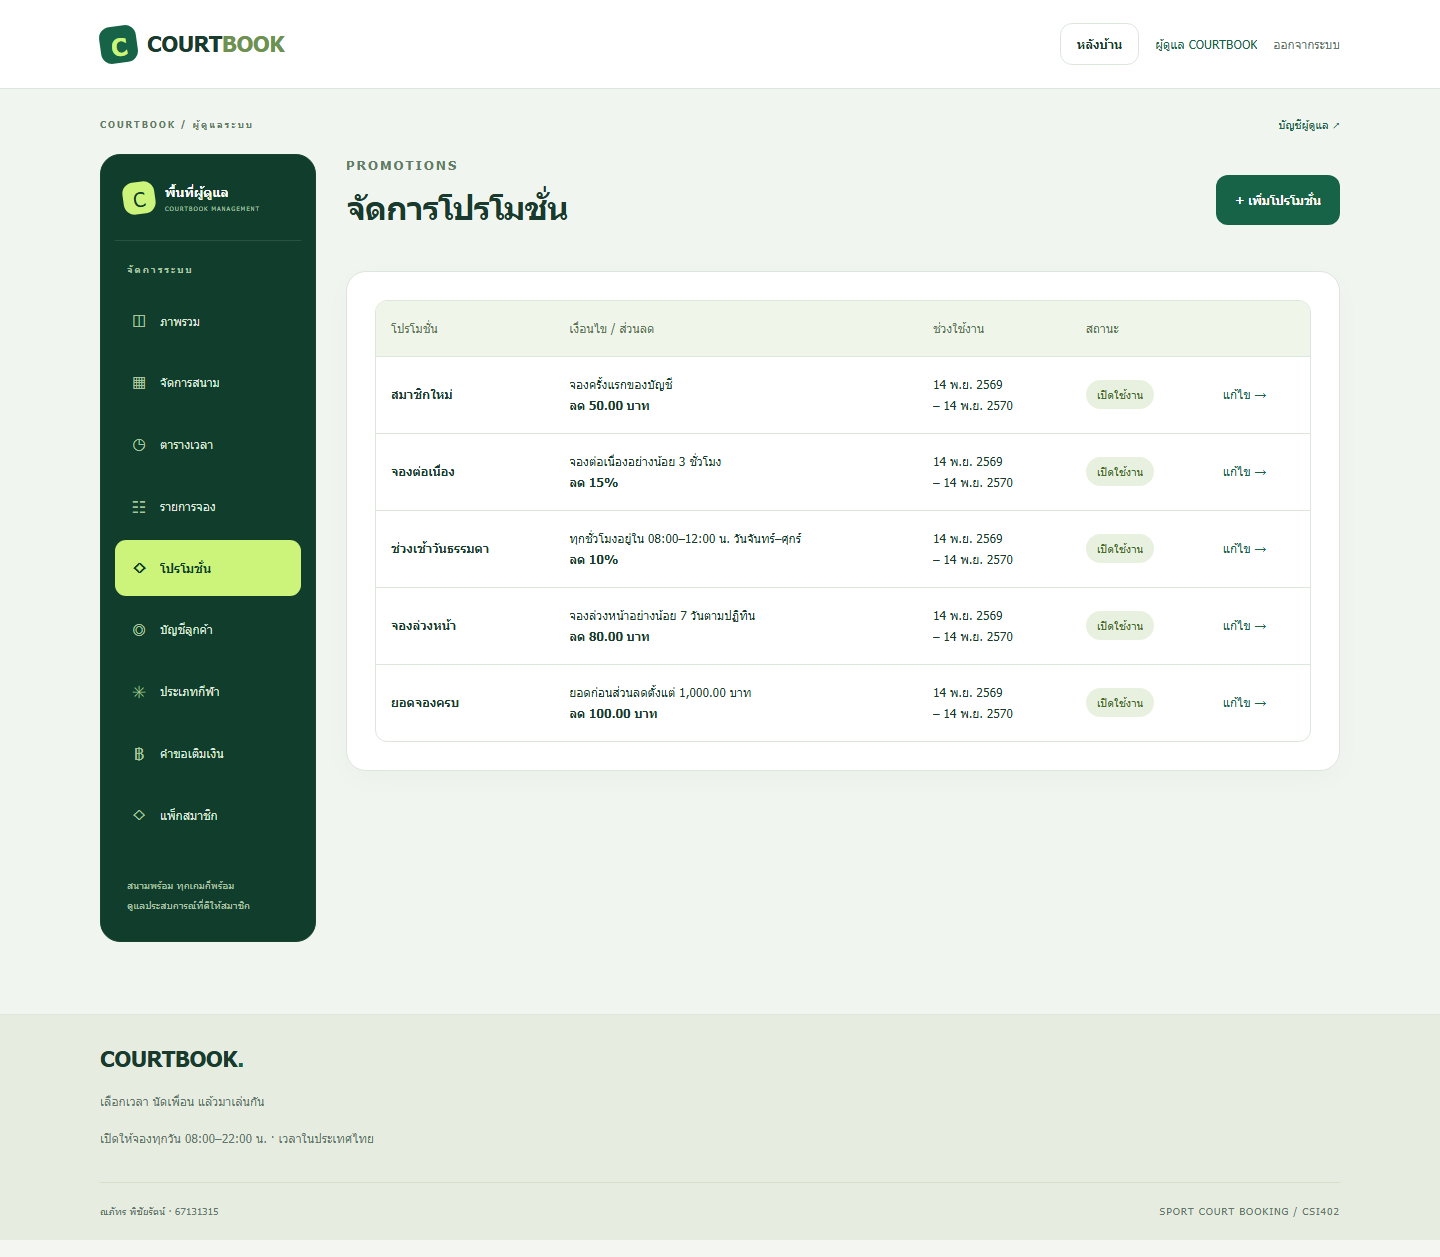 C COURTBOOK
หลังบ้าน ผู้ดูแล COURTBOOK ออกจากระบบ
COURTBOOK / ผู้ดูแลระบบ
บัญชีผู้ดูแล ↗
C พื้นที่ผู้ดูแล
COURTBOOK MANAGEMENT
จัดการระบบ
ภาพรวม
จัดการสนาม
ตารางเวลา
รายการจอง
โปรโมชั่น
บัญชีลูกค้า
ประเภทกีฬา
฿ คำขอเติมเงิน
แพ็กสมาชิก
สนามพร้อม ทุกเกมก็พร้อม
ดูแลประสบการณ์ที่ดีให้สมาชิก
PROMOTIONS
จัดการโปรโมชั่น
+ เพิ่มโปรโมชั่น
โปรโมชั่น เงื่อนไข / ส่วนลด ช่วงใช้งาน สถานะ
สมาชิกใหม่ จองครั้งแรกของบัญชี
ลด 50.00 บาท 14 พ.ย. 2569
– 14 พ.ย. 2570 เปิดใช้งาน แก้ไข →
จองต่อเนื่อง จองต่อเนื่องอย่างน้อย 3 ชั่วโมง
ลด 15% 14 พ.ย. 2569
– 14 พ.ย. 2570 เปิดใช้งาน แก้ไข →
ช่วงเช้าวันธรรมดา ทุกชั่วโมงอยู่ใน 08:00–12:00 น. วันจันทร์–ศุกร์
ลด 10% 14 พ.ย. 2569
– 14 พ.ย. 2570 เปิดใช้งาน แก้ไข →
จองล่วงหน้า จองล่วงหน้าอย่างน้อย 7 วันตามปฏิทิน
ลด 80.00 บาท 14 พ.ย. 2569
– 14 พ.ย. 2570 เปิดใช้งาน แก้ไข →
ยอดจองครบ ยอดก่อนส่วนลดตั้งแต่ 1,000.00 บาท
ลด 100.00 บาท 14 พ.ย. 2569
– 14 พ.ย. 2570 เปิดใช้งาน แก้ไข →
COURTBOOK.
เลือกเวลา นัดเพื่อน แล้วมาเล่นกัน
เปิดให้จองทุกวัน 08:00–22:00 น. · เวลาในประเทศไทย
ณภัทร พิชัยรัตน์ · 67131315
SPORT COURT BOOKING / CSI402